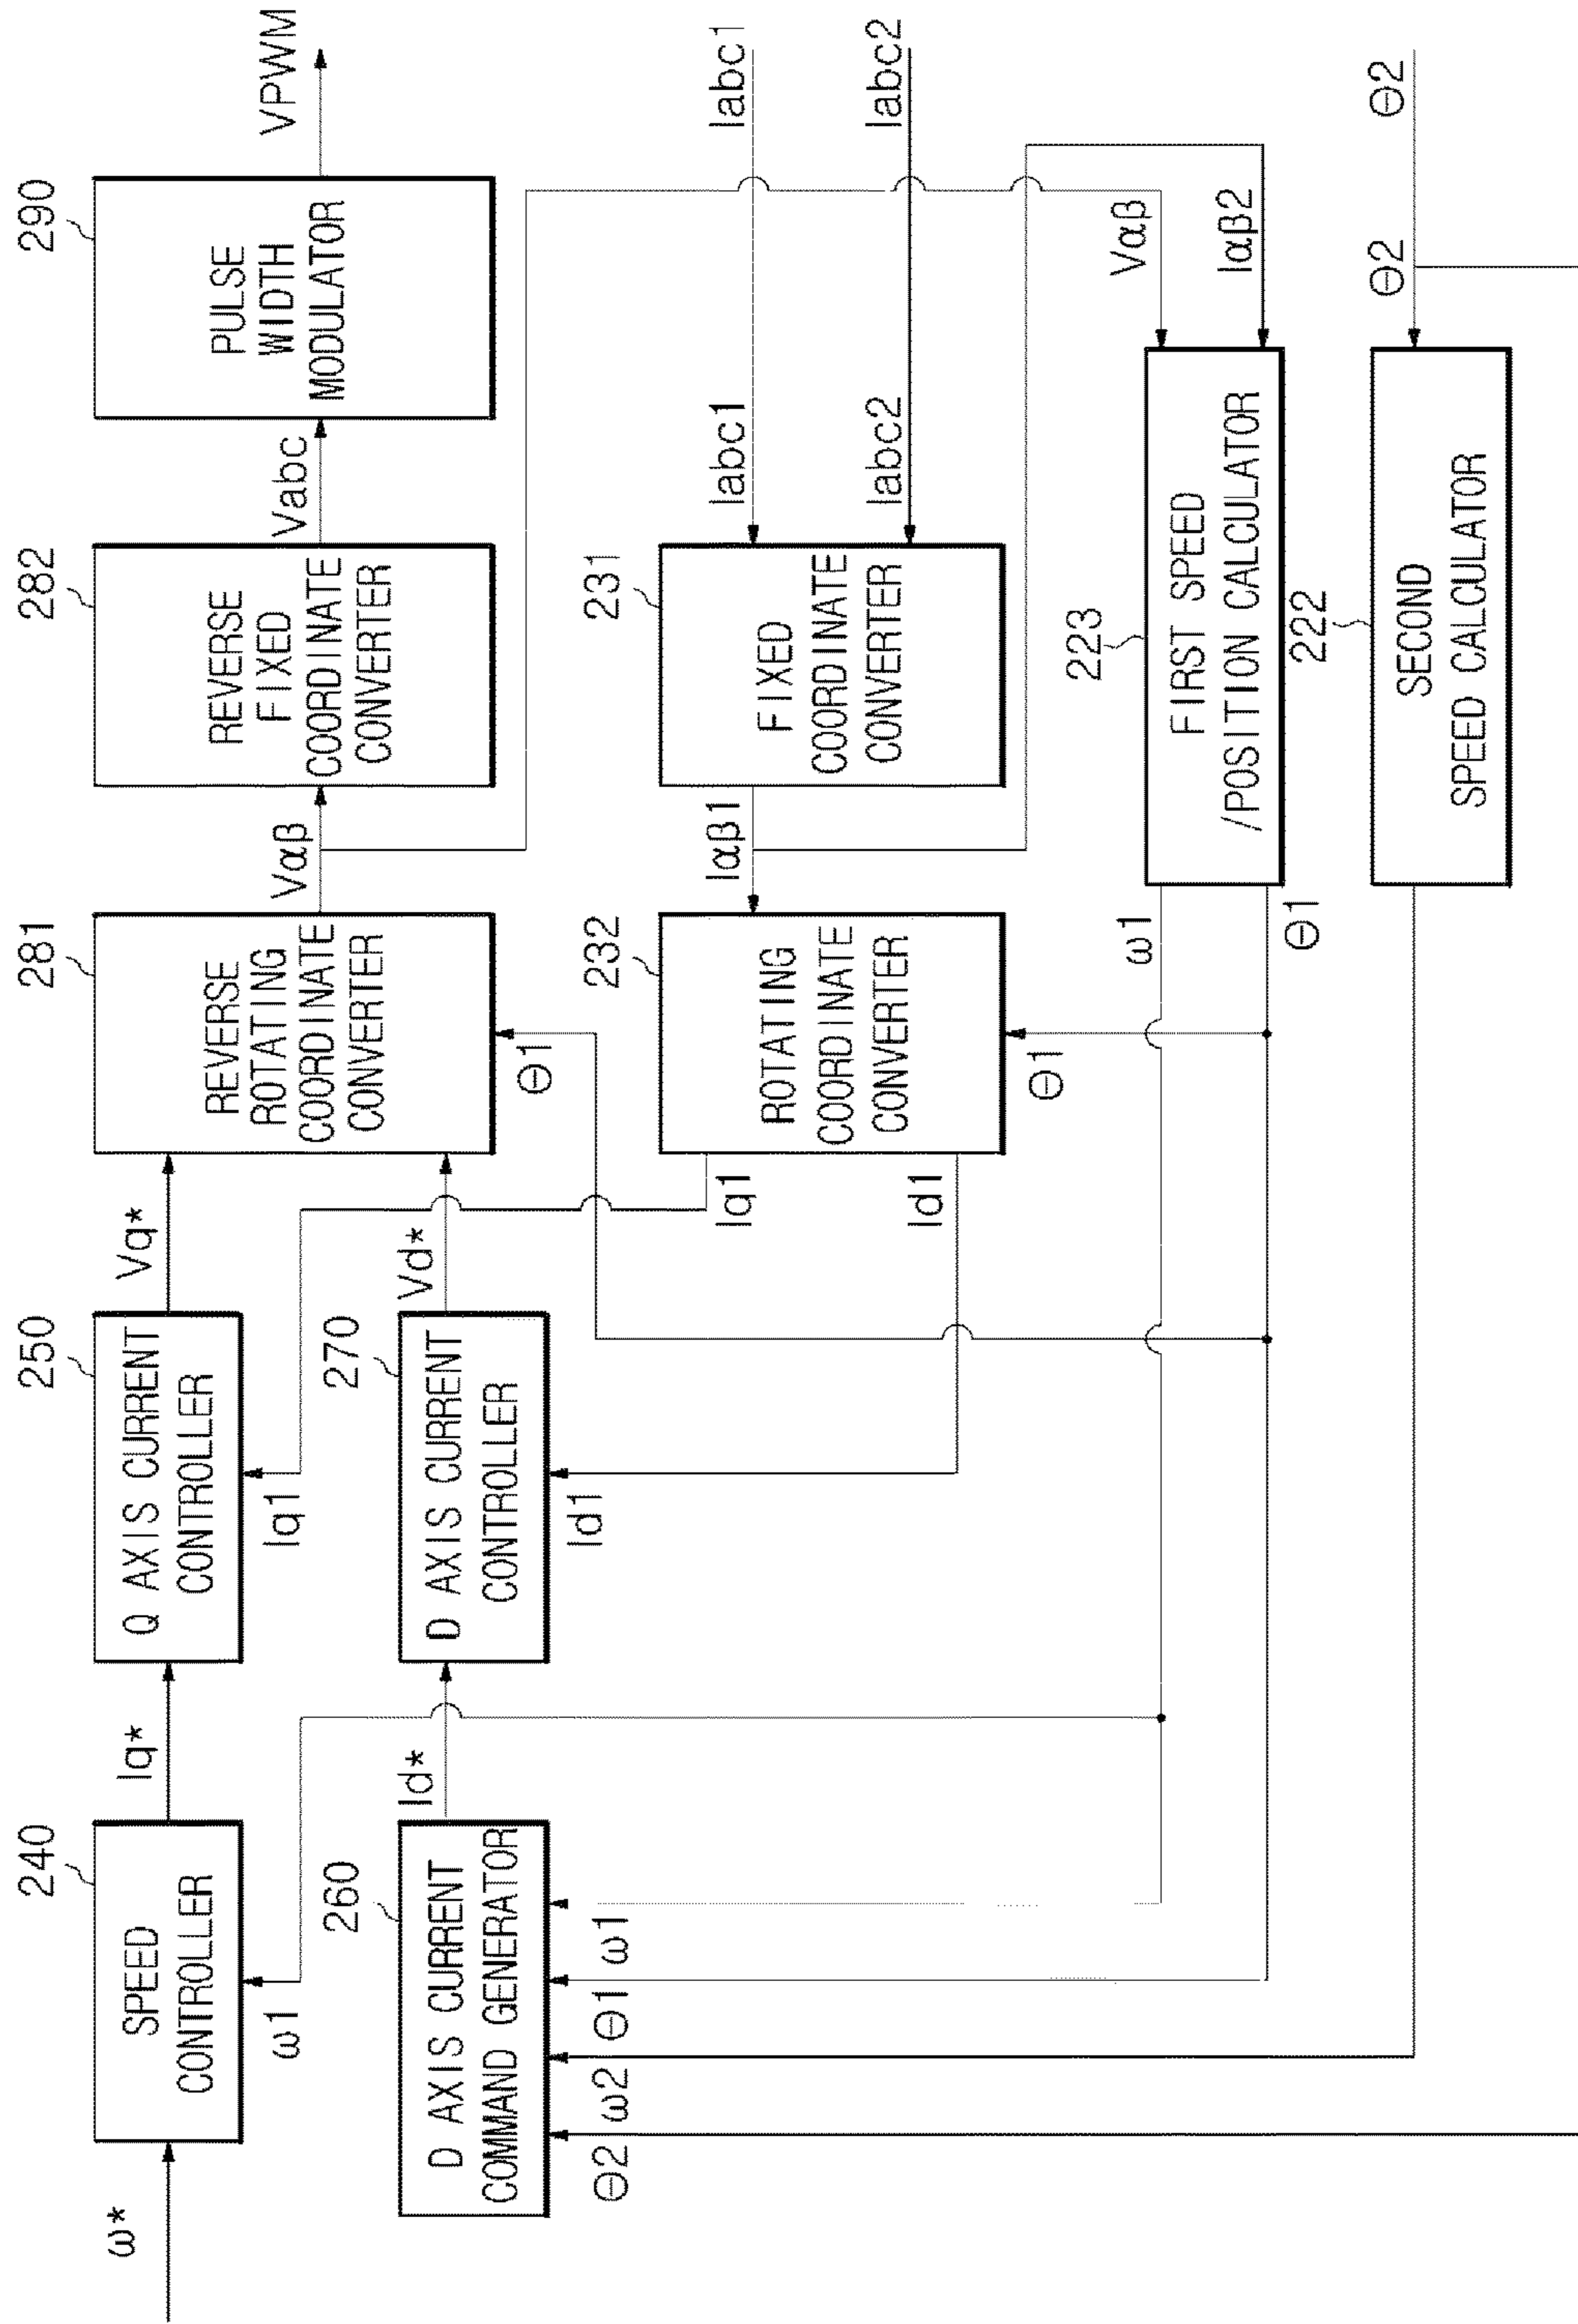 ω*
240
SPEED
CONTROLLER
ω1
Iq*
250
Q AXIS CURRENT
CONTROLLER
Iq1
Vq*
281
REVERSE
ROTATING
COORDINATE
CONVERTER
Θ1
Vαβ
282
REVERSE
FIXED
COORDINATE
CONVERTER
Vabc
290
PULSE
WIDTH
MODULATOR
VPWM
260
D AXIS CURRENT
COMMAND GENERATOR
Θ2
ω2
Θ1
ω1
Id*
270
D AXIS CURRENT
CONTROLLER
Id1
Vd*
Iq1
Id1
232
ROTATING
COORDINATE
CONVERTER
Θ1
Iαβ1
231
FIXED
COORDINATE
CONVERTER
Iabc1
Iabc1
Iabc2
Iabc2
ω1
Θ1
223
FIRST SPEED
/POSITION CALCULATOR
Vαβ
Iαβ2
222
SECOND
SPEED CALCULATOR
Θ2
Θ2